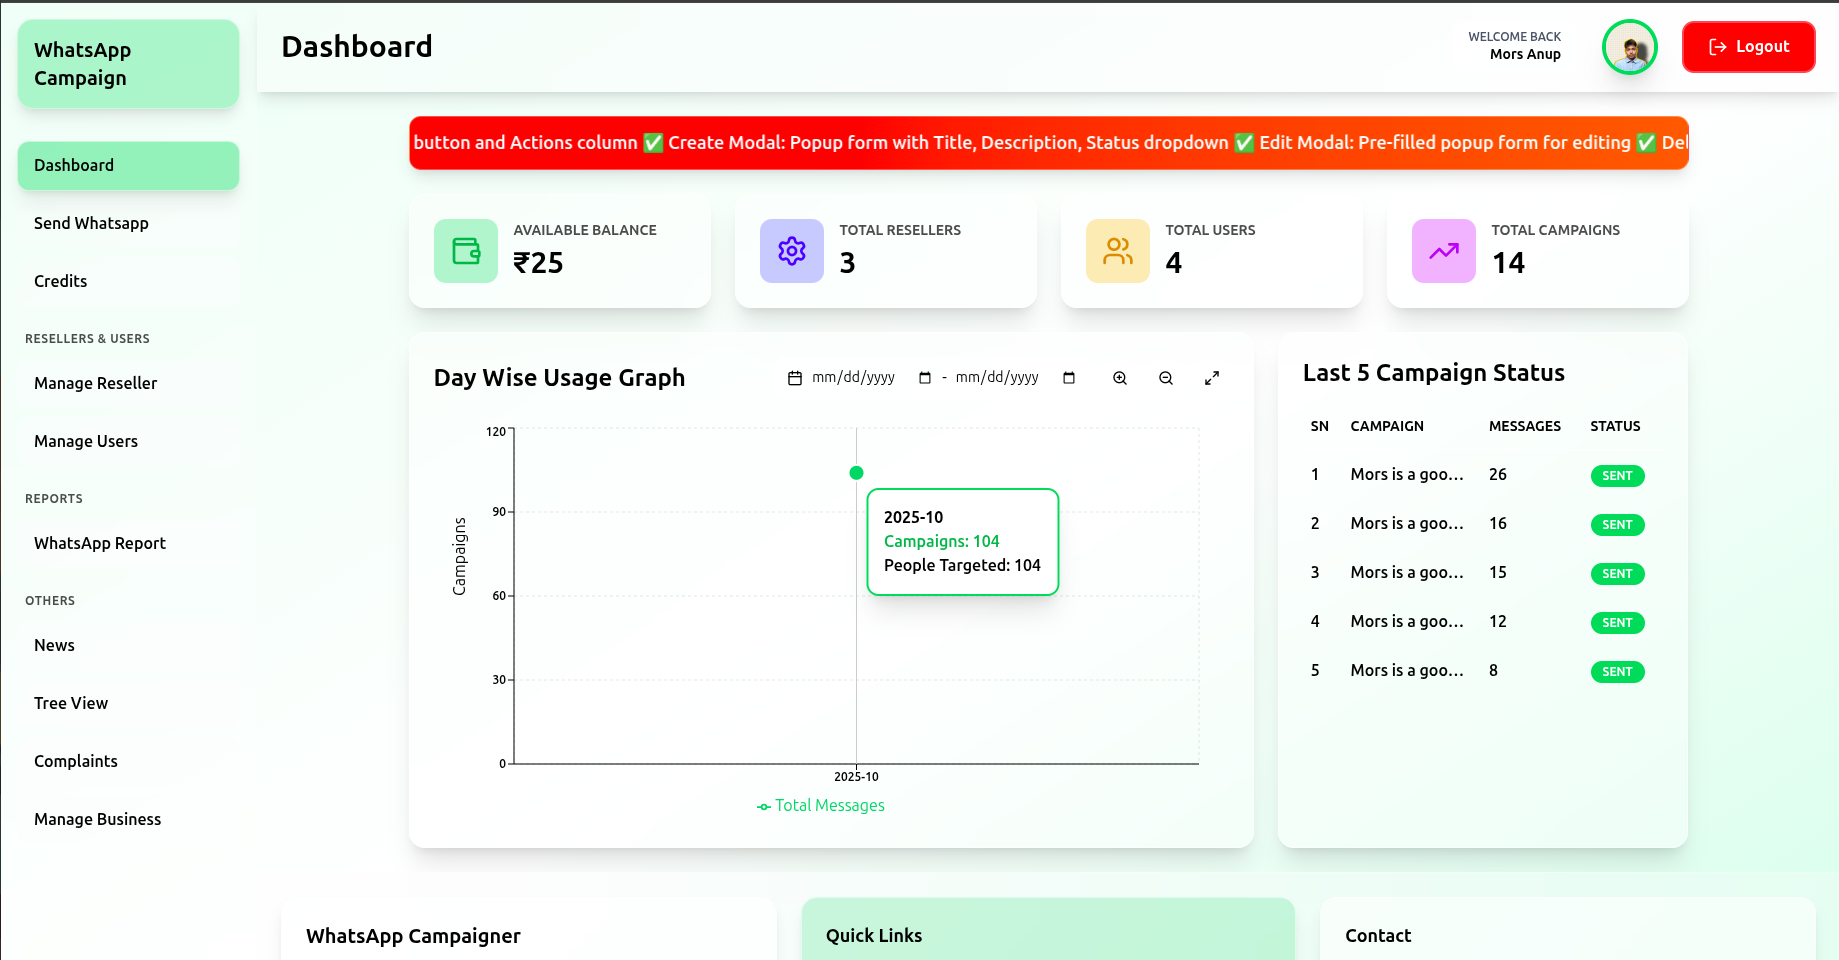 WhatsApp
Campaign
Dashboard
Send Whatsapp
Credits
RESELLERS & USERS
Manage Reseller
Manage Users
REPORTS
WhatsApp Report
OTHERS
News
Tree View
Complaints
Manage Business
Dashboard
WELCOME BACK
Mors Anup
Logout
button and Actions column ✅ Create Modal: Popup form with Title, Description, Status dropdown ✅ Edit Modal: Pre-filled popup form for editing ✅ Del
AVAILABLE BALANCE
₹25
TOTAL RESELLERS
3
TOTAL USERS
4
TOTAL CAMPAIGNS
14
Day Wise Usage Graph
mm/dd/yyyy - mm/dd/yyyy
120
90
60
30
0
Campaigns
2025-10
Campaigns: 104
People Targeted: 104
2025-10
Total Messages
Last 5 Campaign Status
SN CAMPAIGN MESSAGES STATUS
1 Mors is a goo... 26 SENT
2 Mors is a goo... 16 SENT
3 Mors is a goo... 15 SENT
4 Mors is a goo... 12 SENT
5 Mors is a goo... 8 SENT
WhatsApp Campaigner
Quick Links
Contact